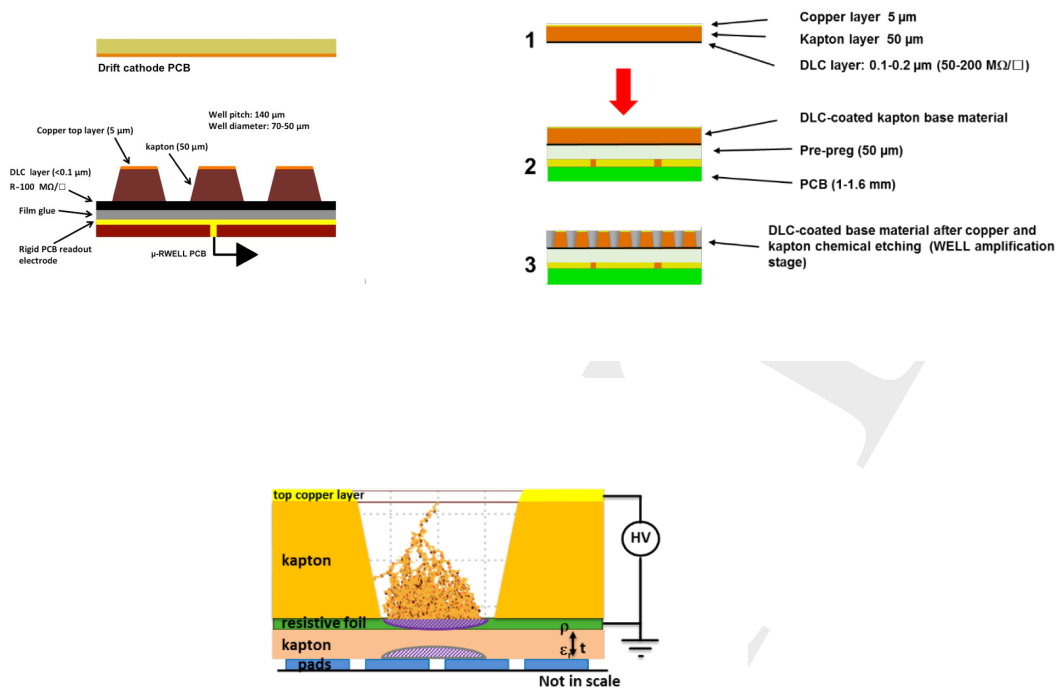 Drift cathode PCB
Well pitch: 140 µm
Well diameter: 70-50 µm
Copper top layer (5 µm)
kapton (50 µm)
DLC layer (<0.1 µm)
R~100 MΩ/□
Film glue
Rigid PCB readout
electrode
µ-RWELL PCB
1
Copper layer 5 µm
Kapton layer 50 µm
DLC layer: 0.1-0.2 µm (50-200 MΩ/□)
2
DLC-coated kapton base material
Pre-preg (50 µm)
PCB (1-1.6 mm)
3
DLC-coated base material after copper and
kapton chemical etching (WELL amplification
stage)
top copper layer
HV
kapton
resistive foil
ρ
kapton
εr t
pads
Not in scale